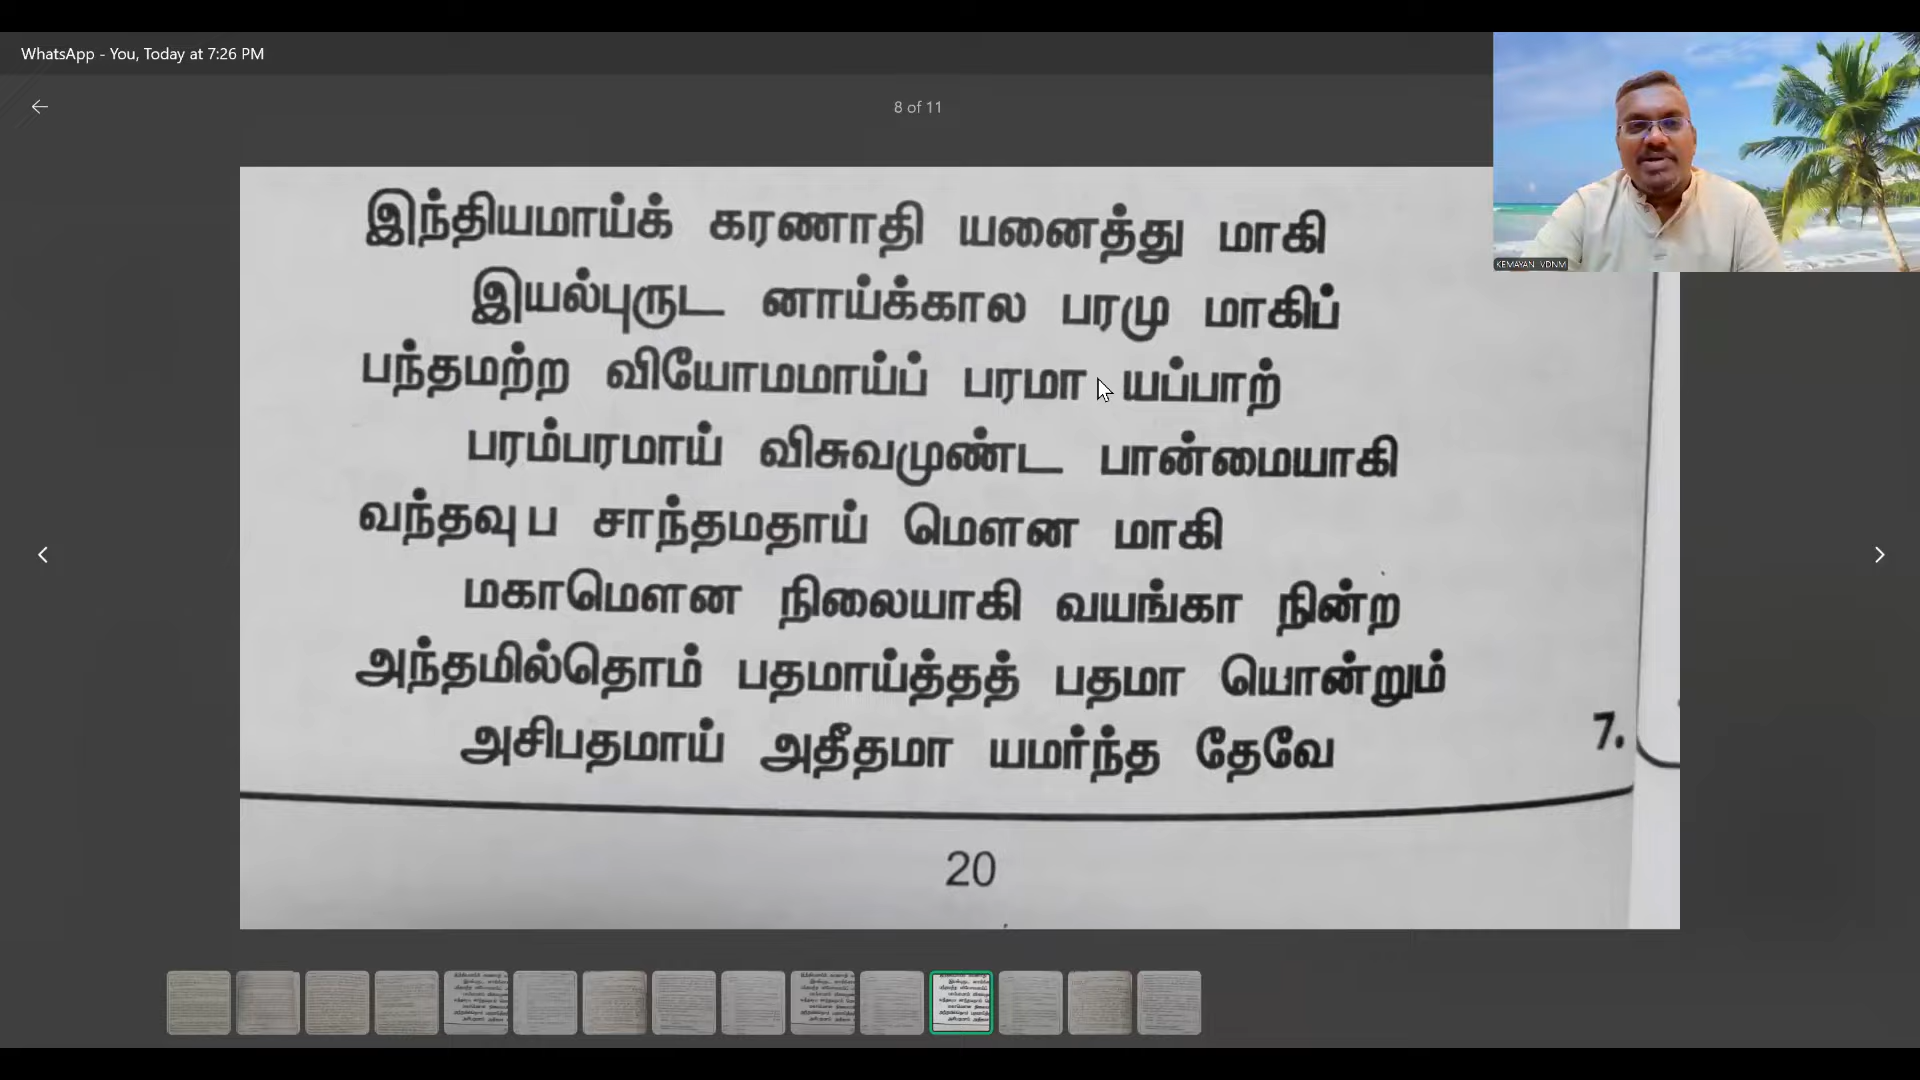 WhatsApp - You, Today at 7:26 PM
8 of 11
KEMAYAN VDNM
இந்தியமாய்க் கரணாதி யனைத்து மாகி
இயல்புருட னாய்க்கால பரமு மாகிப்
பந்தமற்ற வியோமமாய்ப் பரமா யப்பாற்
பரம்பரமாய் விசுவமுண்ட பான்மையாகி
வந்தவு ப சாந்தமதாய் மௌன மாகி
மகாமௌன நிலையாகி வயங்கா நின்ற
அந்தமில்தொம் பதமாய்த்தத் பதமா யொன்றும்
அசிபதமாய் அதீதமா யமர்ந்த தேவே
7.
20